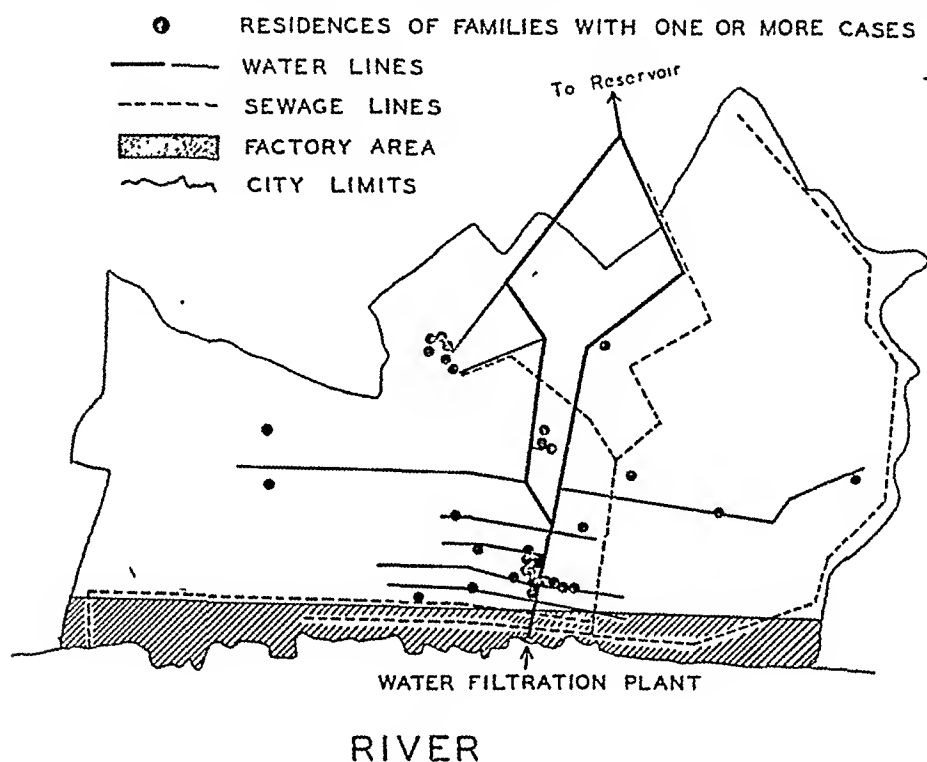 RESIDENCES OF FAMILIES WITH ONE OR MORE CASES
WATER LINES
SEWAGE LINES
FACTORY AREA
CITY LIMITS
To Reservoir
WATER FILTRATION PLANT
RIVER